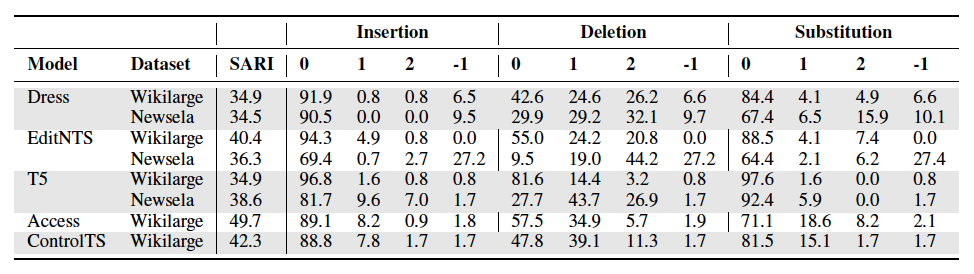 Insertion Deletion Substitution
Model Dataset SARI 0 1 2 -1 0 1 2 -1 0 1 2 -1
Dress Wikilarge 34.9 91.9 0.8 0.8 6.5 42.6 24.6 26.2 6.6 84.4 4.1 4.9 6.6
Newsela 34.5 90.5 0.0 0.0 9.5 29.9 29.2 32.1 9.7 67.4 6.5 15.9 10.1
EditNTS Wikilarge 40.4 94.3 4.9 0.8 0.0 55.0 24.2 20.8 0.0 88.5 4.1 7.4 0.0
Newsela 36.3 69.4 0.7 2.7 27.2 9.5 19.0 44.2 27.2 64.4 2.1 6.2 27.4
T5 Wikilarge 34.9 96.8 1.6 0.8 0.8 81.6 14.4 3.2 0.8 97.6 1.6 0.0 0.8
Newsela 38.6 81.7 9.6 7.0 1.7 27.7 43.7 26.9 1.7 92.4 5.9 0.0 1.7
Access Wikilarge 49.7 89.1 8.2 0.9 1.8 57.5 34.9 5.7 1.9 71.1 18.6 8.2 2.1
ControlTS Wikilarge 42.3 88.8 7.8 1.7 1.7 47.8 39.1 11.3 1.7 81.5 15.1 1.7 1.7